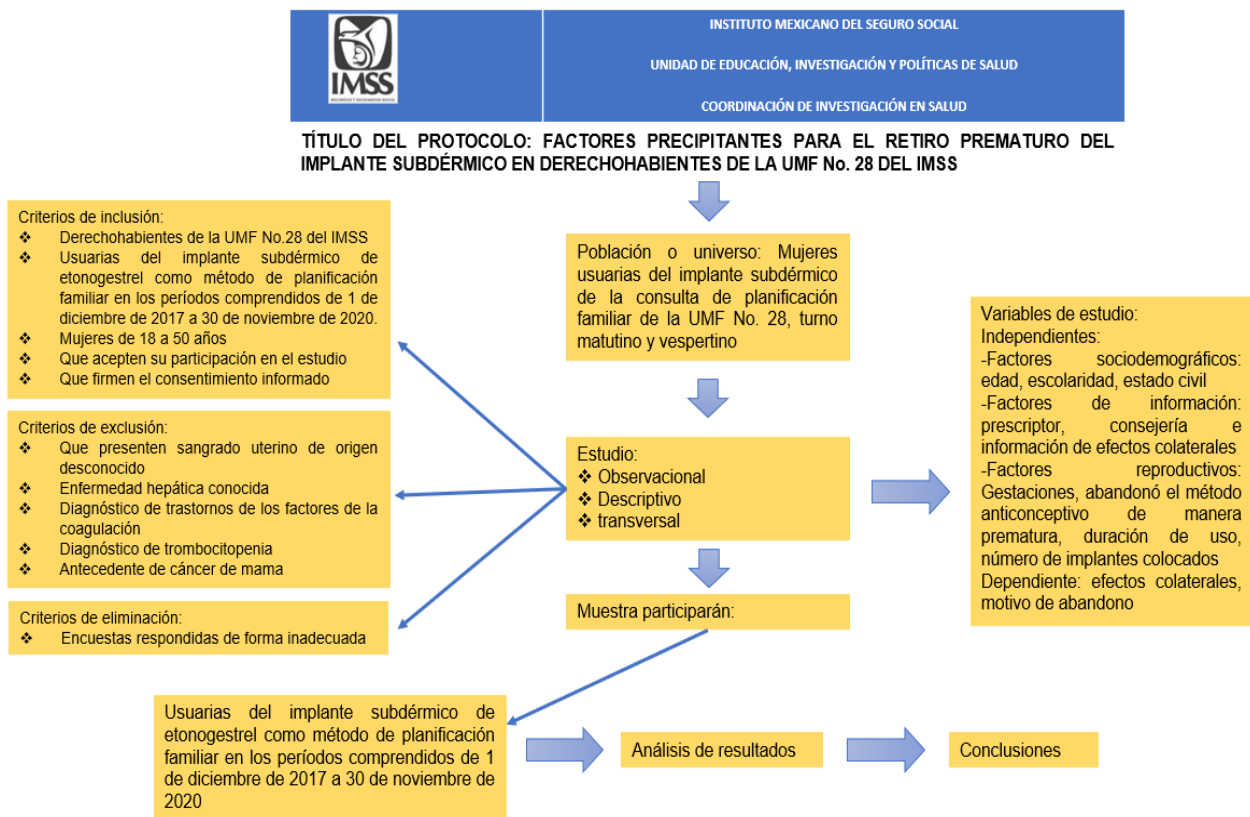 IMSS
SEGURIDAD Y SOLIDARIDAD SOCIAL
INSTITUTO MEXICANO DEL SEGURO SOCIAL
UNIDAD DE EDUCACIÓN, INVESTIGACIÓN Y POLÍTICAS DE SALUD
COORDINACIÓN DE INVESTIGACIÓN EN SALUD
TÍTULO DEL PROTOCOLO: FACTORES PRECIPITANTES PARA EL RETIRO PREMATURO DEL
IMPLANTE SUBDÉRMICO EN DERECHOHABIENTES DE LA UMF No. 28 DEL IMSS
Criterios de inclusión:
❖ Derechohabientes de la UMF No.28 del IMSS
❖ Usuarias del implante subdérmico de
etonogestrel como método de planificación
familiar en los períodos comprendidos de 1 de
diciembre de 2017 a 30 de noviembre de 2020.
❖ Mujeres de 18 a 50 años
❖ Que acepten su participación en el estudio
❖ Que firmen el consentimiento informado
Criterios de exclusión:
❖ Que presenten sangrado uterino de origen
desconocido
❖ Enfermedad hepática conocida
❖ Diagnóstico de trastornos de los factores de la
coagulación
❖ Diagnóstico de trombocitopenia
❖ Antecedente de cáncer de mama
Criterios de eliminación:
❖ Encuestas respondidas de forma inadecuada
Población o universo: Mujeres
usuarias del implante subdérmico
de la consulta de planificación
familiar de la UMF No. 28, turno
matutino y vespertino
Estudio:
❖ Observacional
❖ Descriptivo
❖ transversal
Muestra participarán:
Variables de estudio:
Independientes:
-Factores sociodemográficos:
edad, escolaridad, estado civil
-Factores de información:
prescriptor, consejería e
información de efectos colaterales
-Factores reproductivos:
Gestaciones, abandonó el método
anticonceptivo de manera
prematura, duración de uso,
número de implantes colocados
Dependiente: efectos colaterales,
motivo de abandono
Usuarias del implante subdérmico de
etonogestrel como método de planificación
familiar en los períodos comprendidos de 1
de diciembre de 2017 a 30 de noviembre de
2020
Análisis de resultados
Conclusiones